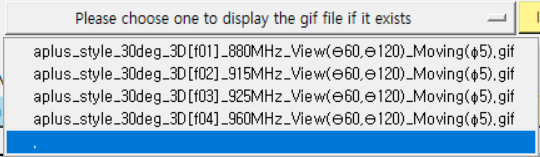 Please choose one to display the gif file if it exists
aplus_style_30deg_3D[f01]_880MHz_View(Θ60,Θ120)_Moving(φ5),gif
aplus_style_30deg_3D[f02]_915MHz_View(Θ60,Θ120)_Moving(φ5),gif
aplus_style_30deg_3D[f03]_925MHz_View(Θ60,Θ120)_Moving(φ5),gif
aplus_style_30deg_3D[f04]_960MHz_View(Θ60,Θ120)_Moving(φ5),gif
.